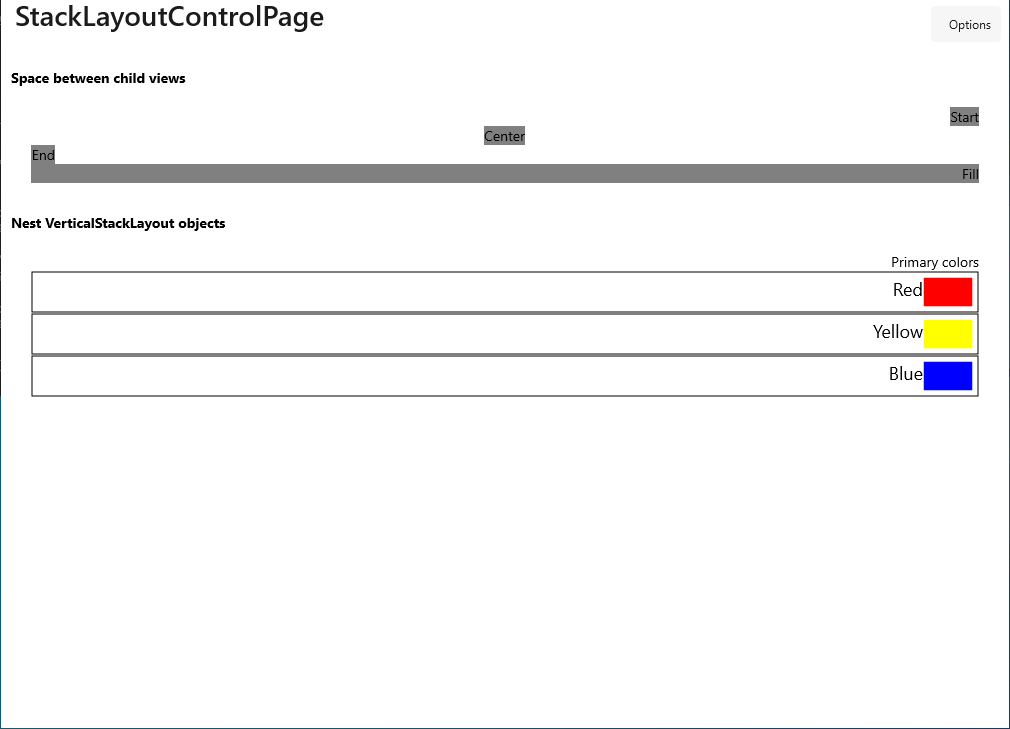 StackLayoutControlPage
Options
Space between child views
Start
Center
End
Fill
Nest VerticalStackLayout objects
Primary colors
Red
Yellow
Blue